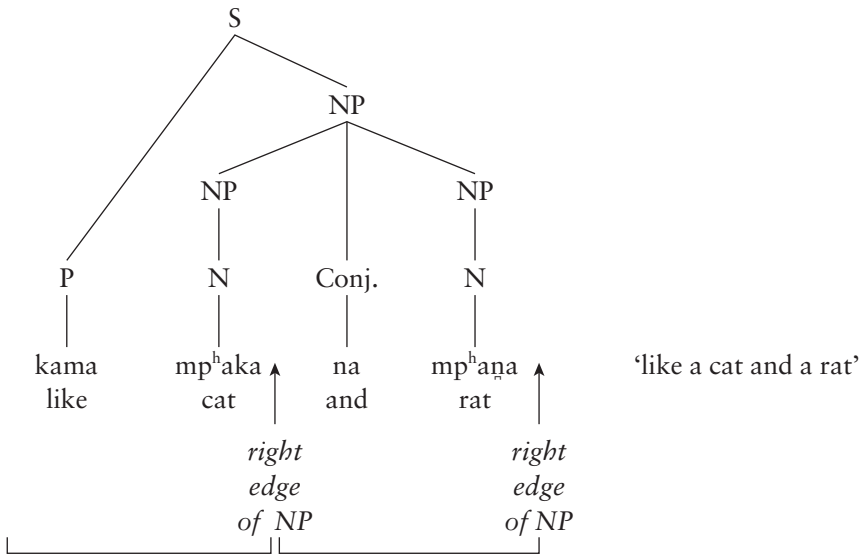 S
NP
NP NP
P N Conj. N
kama mpʰaka na mpʰan̪a ‘like a cat and a rat’
like cat and rat
right right
edge edge
of NP of NP